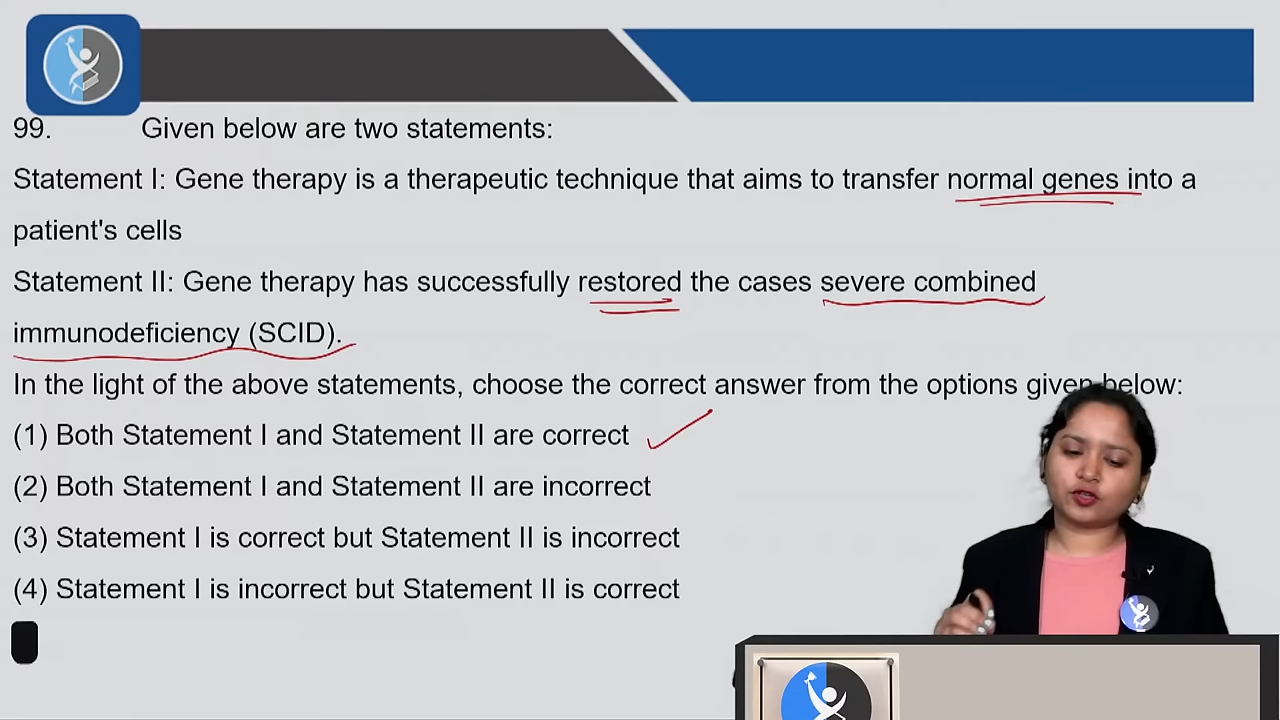 99. Given below are two statements:
Statement I: Gene therapy is a therapeutic technique that aims to transfer normal genes into a
patient's cells
Statement II: Gene therapy has successfully restored the cases severe combined
immunodeficiency (SCID).
In the light of the above statements, choose the correct answer from the options given below:
(1) Both Statement I and Statement II are correct
(2) Both Statement I and Statement II are incorrect
(3) Statement I is correct but Statement II is incorrect
(4) Statement I is incorrect but Statement II is correct